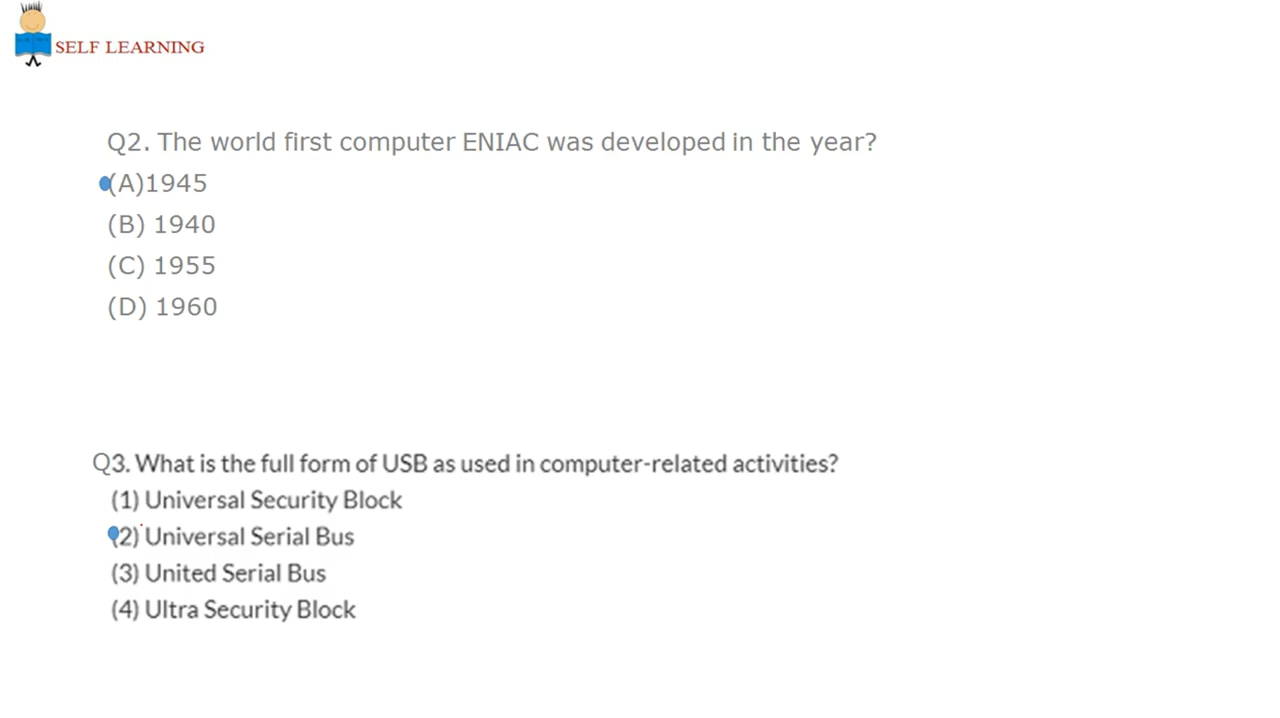 SELF LEARNING
Q2. The world first computer ENIAC was developed in the year?
(A)1945
(B) 1940
(C) 1955
(D) 1960
Q3. What is the full form of USB as used in computer-related activities?
(1) Universal Security Block
(2) Universal Serial Bus
(3) United Serial Bus
(4) Ultra Security Block